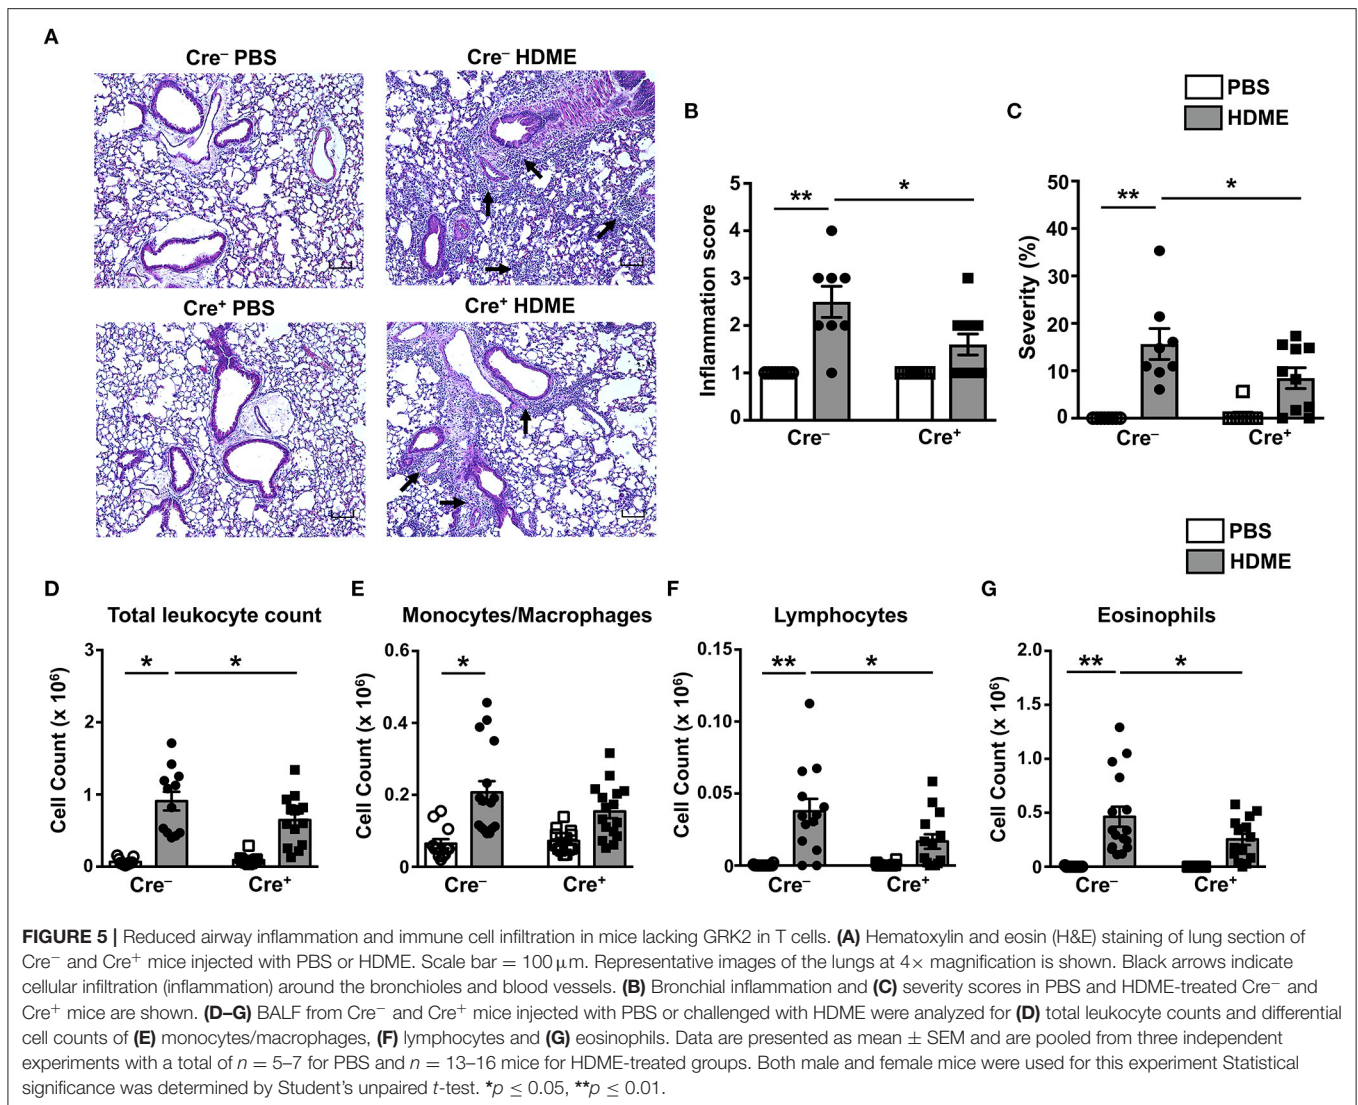 A
Cre⁻ PBS
Cre⁻ HDME
Cre⁺ PBS
Cre⁺ HDME
B
Inflammation score
5
4
3
2
1
0
**
*
Cre⁻
Cre⁺
C
PBS
HDME
Severity (%)
50
40
30
20
10
0
**
*
Cre⁻
Cre⁺
PBS
HDME
D
Total leukocyte count
Cell Count (x 10⁶)
3
2
1
0
*
*
Cre⁻
Cre⁺
E
Monocytes/Macrophages
Cell Count (x 10⁶)
0.6
0.4
0.2
0
*
Cre⁻
Cre⁺
F
Lymphocytes
Cell Count (x 10⁶)
0.15
0.10
0.05
0
**
*
Cre⁻
Cre⁺
G
Eosinophils
Cell Count (x 10⁶)
2.0
1.5
1.0
0.5
0
**
*
Cre⁻
Cre⁺
FIGURE 5 | Reduced airway inflammation and immune cell infiltration in mice lacking GRK2 in T cells. (A) Hematoxylin and eosin (H&E) staining of lung section of
Cre⁻ and Cre⁺ mice injected with PBS or HDME. Scale bar = 100 μm. Representative images of the lungs at 4× magnification is shown. Black arrows indicate
cellular infiltration (inflammation) around the bronchioles and blood vessels. (B) Bronchial inflammation and (C) severity scores in PBS and HDME-treated Cre⁻ and
Cre⁺ mice are shown. (D–G) BALF from Cre⁻ and Cre⁺ mice injected with PBS or challenged with HDME were analyzed for (D) total leukocyte counts and differential
cell counts of (E) monocytes/macrophages, (F) lymphocytes and (G) eosinophils. Data are presented as mean ± SEM and are pooled from three independent
experiments with a total of n = 5–7 for PBS and n = 13–16 mice for HDME-treated groups. Both male and female mice were used for this experiment Statistical
significance was determined by Student's unpaired t-test. *p ≤ 0.05, **p ≤ 0.01.